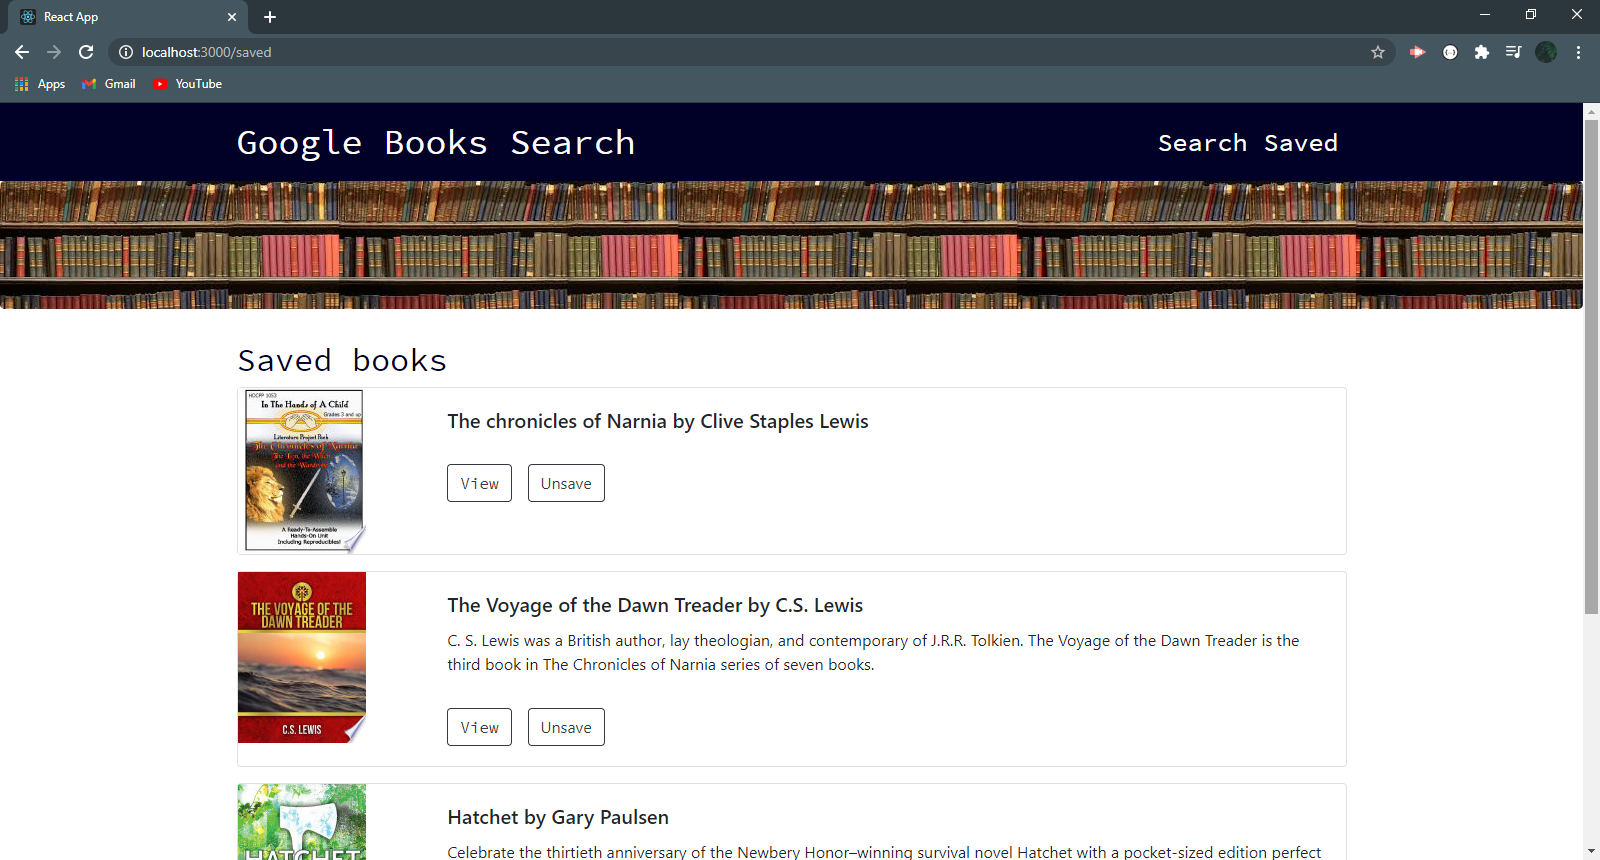 React App
localhost:3000/saved
Apps
Gmail
YouTube
Google Books Search
Search Saved
Saved books
HOCPP 1053
In The Hands of A Child
Grades 3 and up
Literature Project Pack
The Chronicles of Narnia
The Lion, the Witch
and the Wardrobe
A Ready-To-Assemble
Hands-On Unit
Including Reproducibles!
The chronicles of Narnia by Clive Staples Lewis
View
Unsave
THE VOYAGE OF THE
DAWN TREADER
C.S. LEWIS
The Voyage of the Dawn Treader by C.S. Lewis
C. S. Lewis was a British author, lay theologian, and contemporary of J.R.R. Tolkien. The Voyage of the Dawn Treader is the
third book in The Chronicles of Narnia series of seven books.
View
Unsave
HATCHET
Hatchet by Gary Paulsen
Celebrate the thirtieth anniversary of the Newbery Honor–winning survival novel Hatchet with a pocket-sized edition perfect